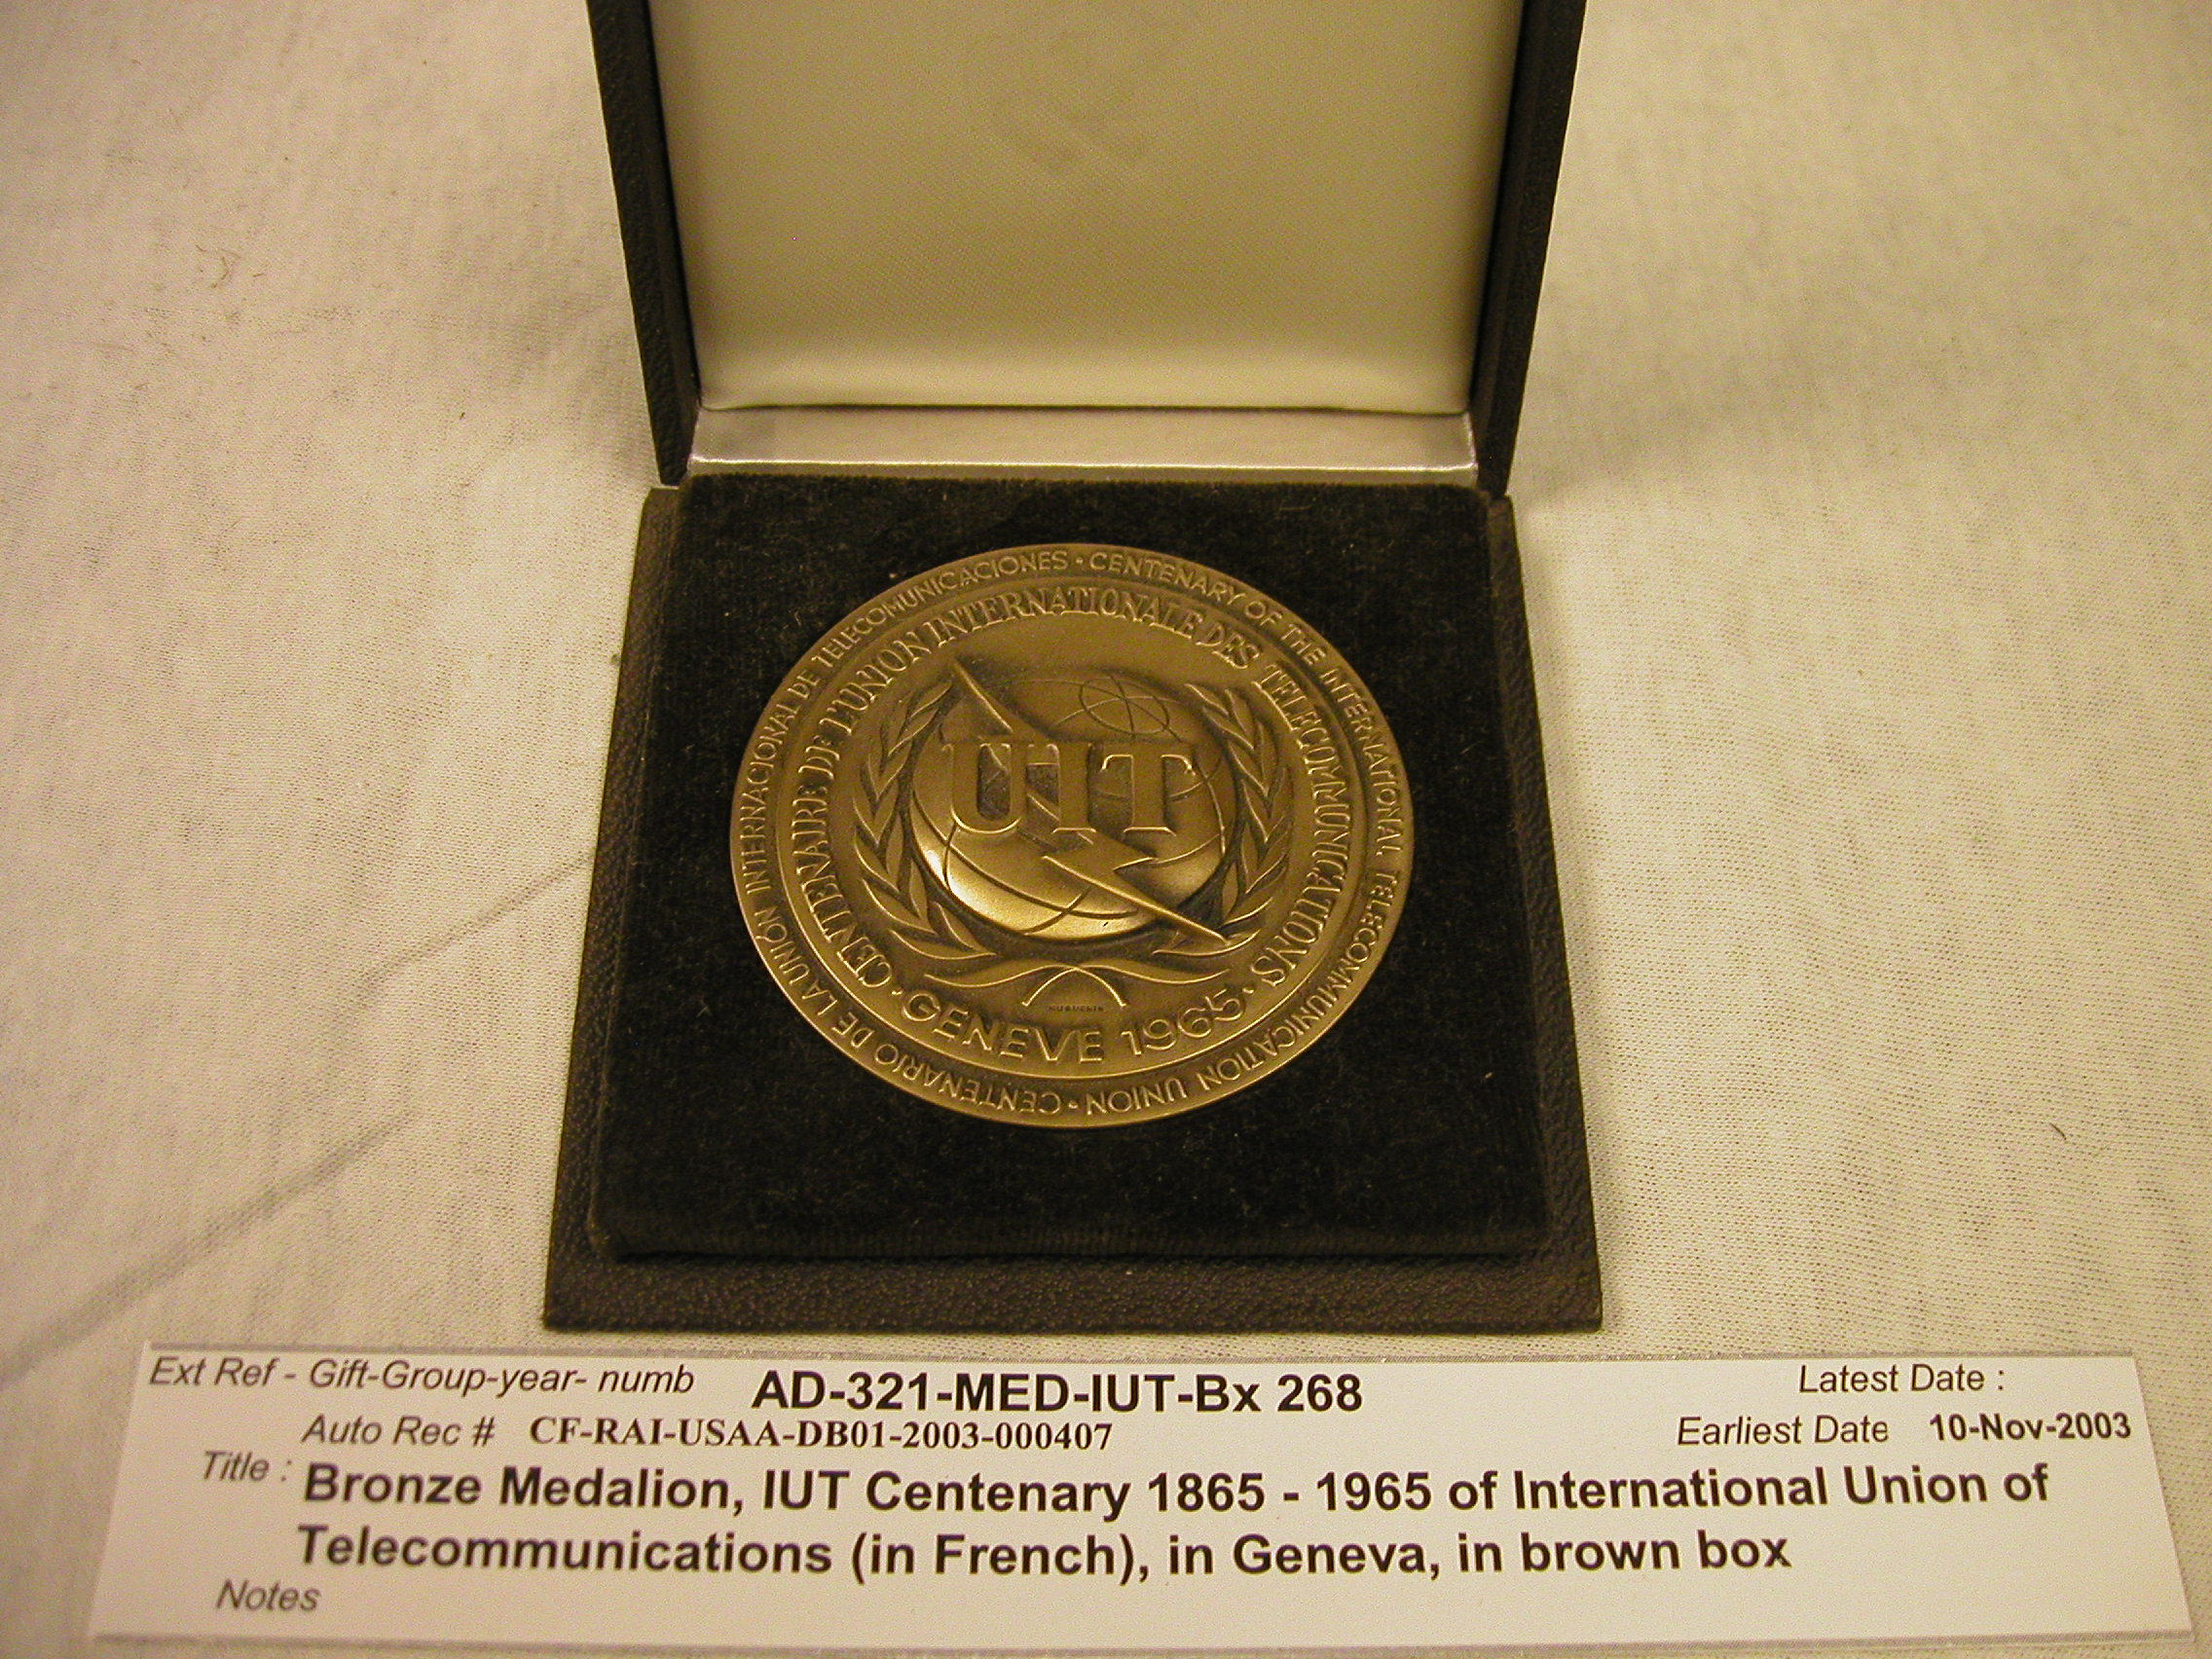 CENTENARIO DE LA UNIÓN INTERNACIONAL DE TELECOMUNICACIONES • CENTENARY OF THE INTERNATIONAL TELECOMMUNICATION UNION •
CENTENAIRE DE L'UNION INTERNATIONALE DES TELECOMMUNICATIONS
UIT
HUGUENIN
• GENEVE 1965 •
Ext Ref - Gift-Group-year- numb AD-321-MED-IUT-Bx 268 Latest Date :
Auto Rec # CF-RAI-USAA-DB01-2003-000407 Earliest Date 10-Nov-2003
Title : Bronze Medalion, IUT Centenary 1865 - 1965 of International Union of
Telecommunications (in French), in Geneva, in brown box
Notes